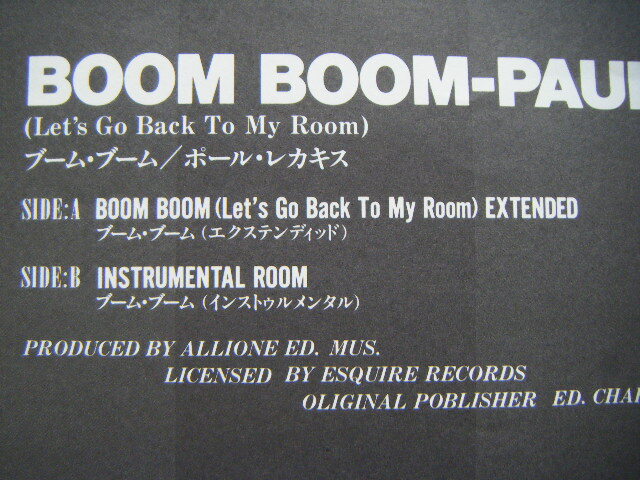 BOOM BOOM-PAUL
(Let's Go Back To My Room)
ブーム・ブーム／ポール・レカキス
SIDE:A BOOM BOOM (Let's Go Back To My Room) EXTENDED
ブーム・ブーム (エクステンディッド)
SIDE:B INSTRUMENTAL ROOM
ブーム・ブーム (インストゥルメンタル)
PRODUCED BY ALLIONE ED. MUS.
LICENSED BY ESQUIRE RECORDS
OLIGINAL POBLISHER ED. CHAP